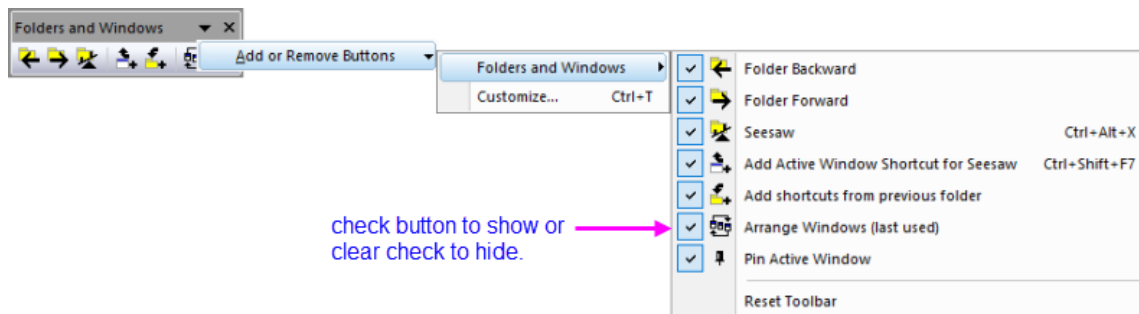 Folders and Windows
Add or Remove Buttons
Folders and Windows
Customize... Ctrl+T
Folder Backward
Folder Forward
Seesaw Ctrl+Alt+X
Add Active Window Shortcut for Seesaw Ctrl+Shift+F7
Add shortcuts from previous folder
Arrange Windows (last used)
Pin Active Window
Reset Toolbar
check button to show or
clear check to hide.